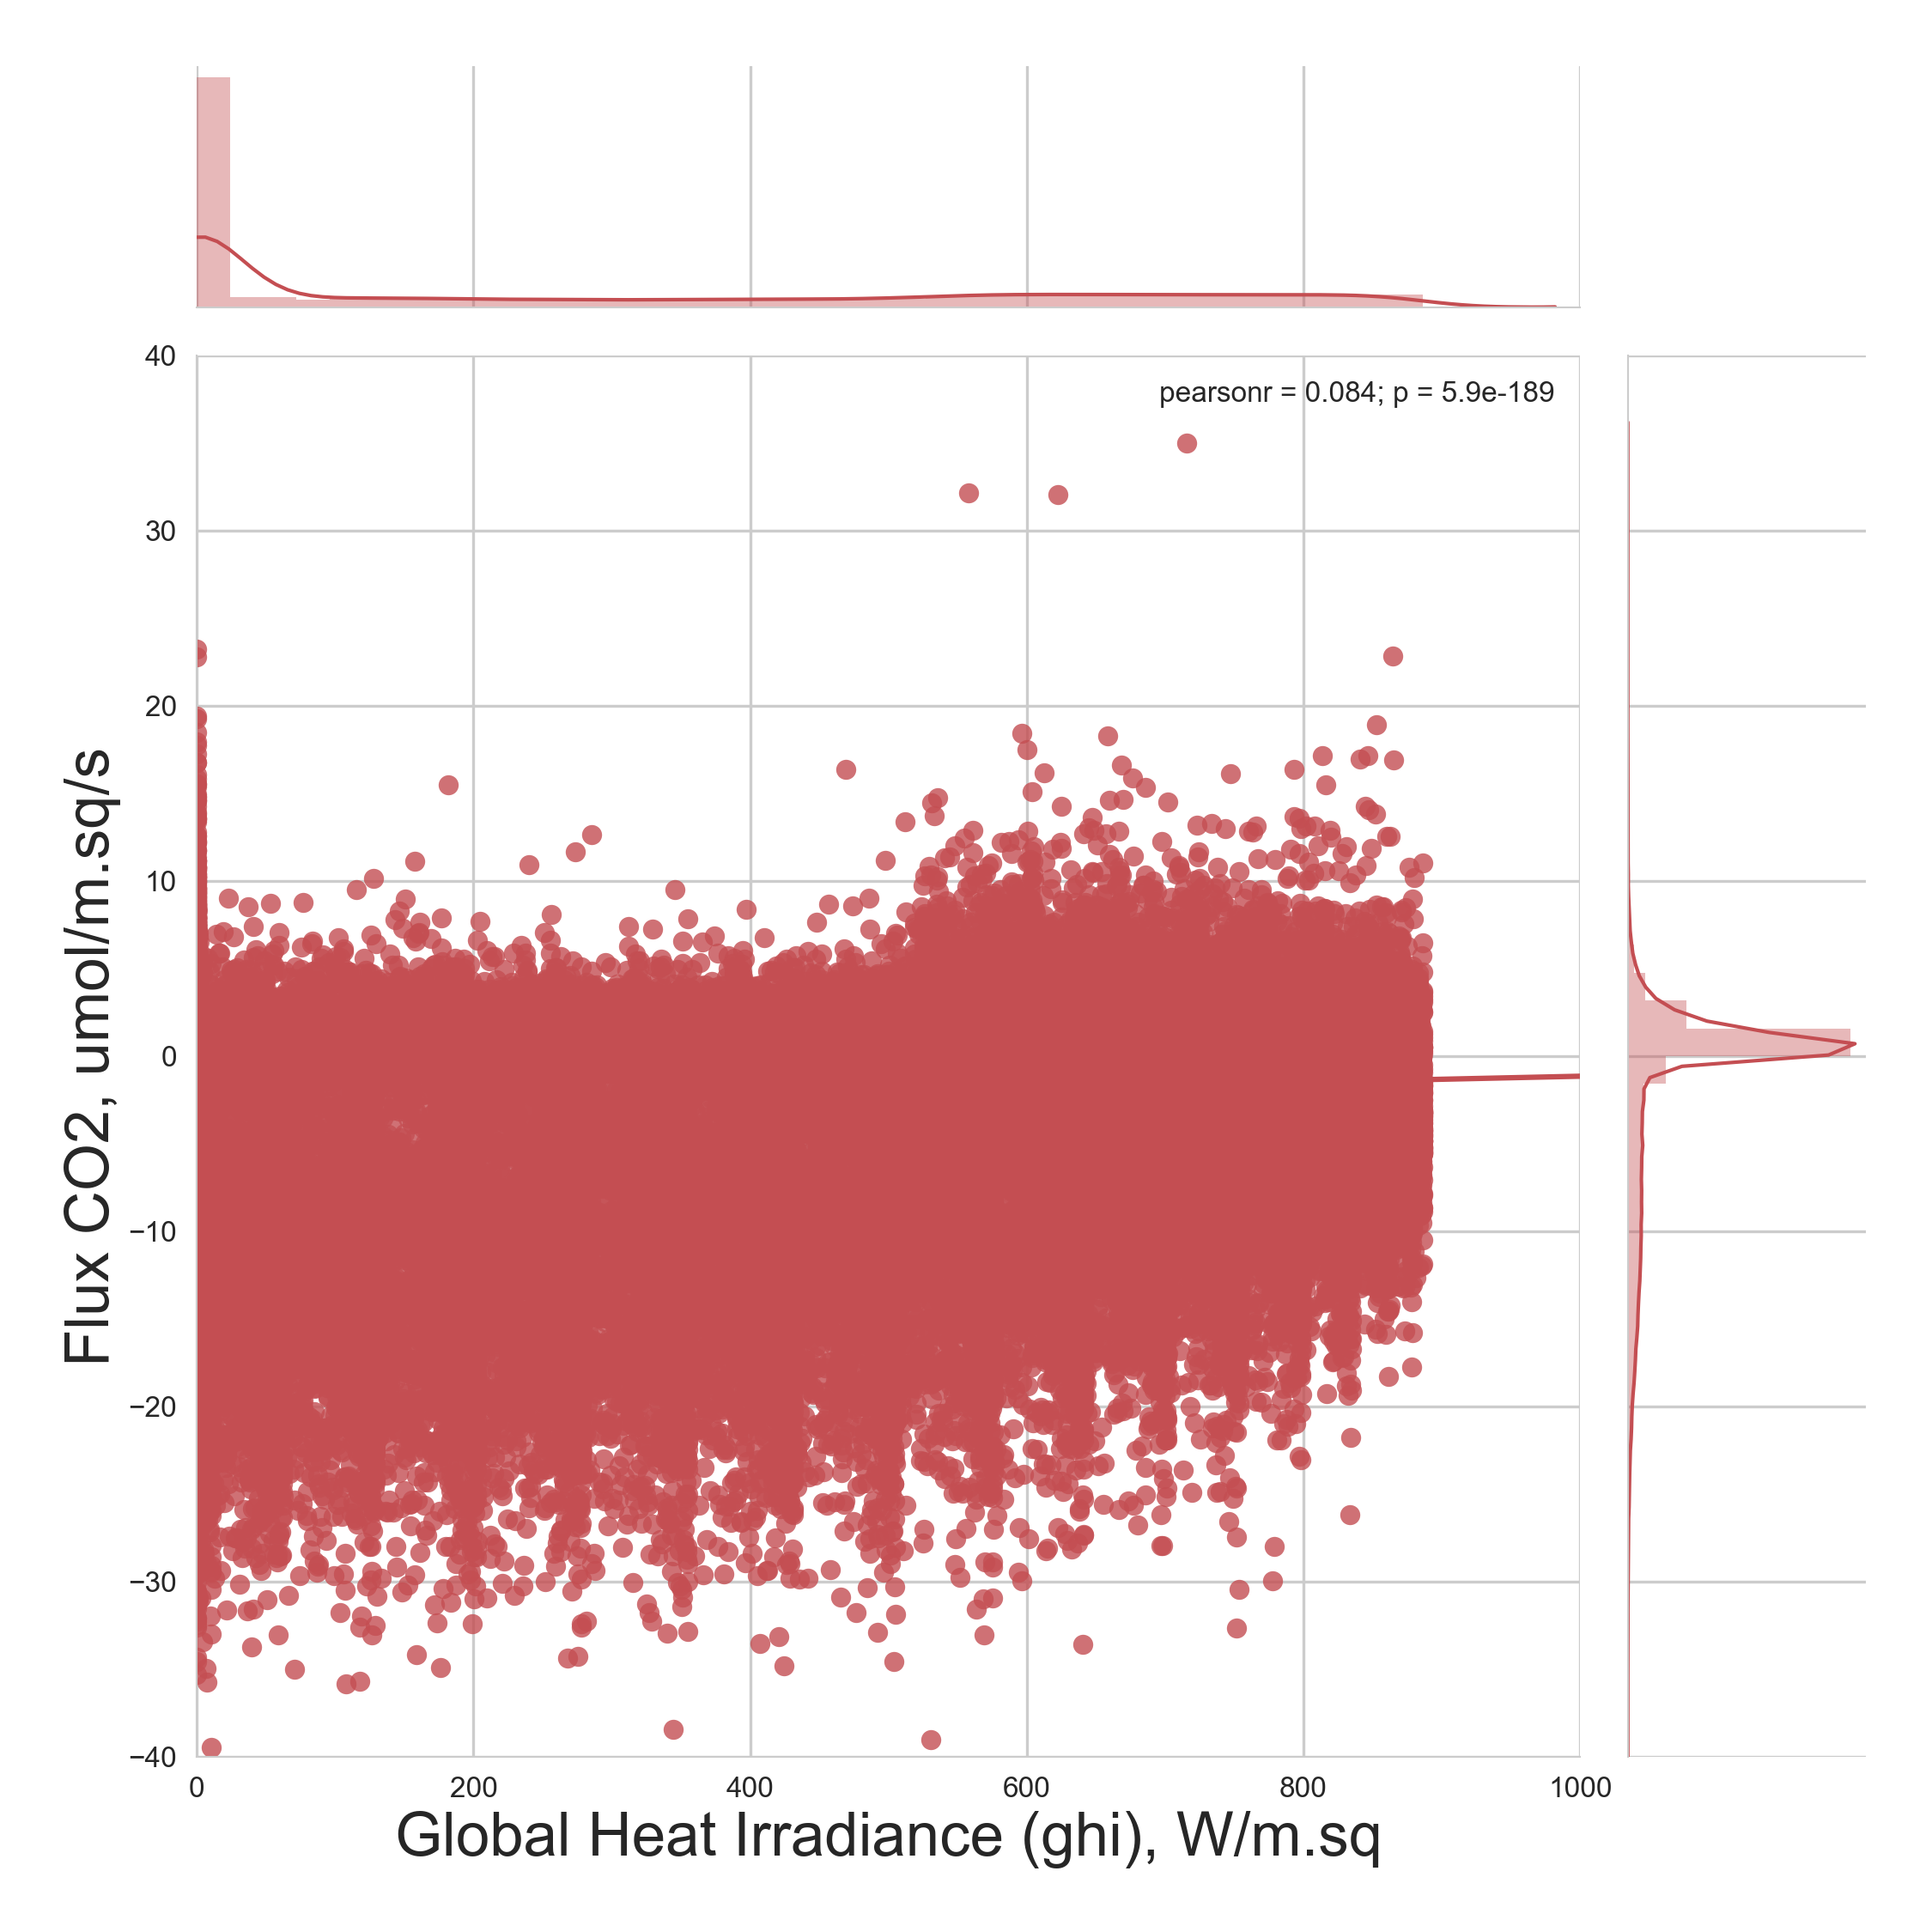 pearsonr = 0.084; p = 5.9e-189
40
30
20
10
0
−10
−20
−30
−40
Flux CO2, umol/m.sq/s
0 200 400 600 800 1000
Global Heat Irradiance (ghi), W/m.sq